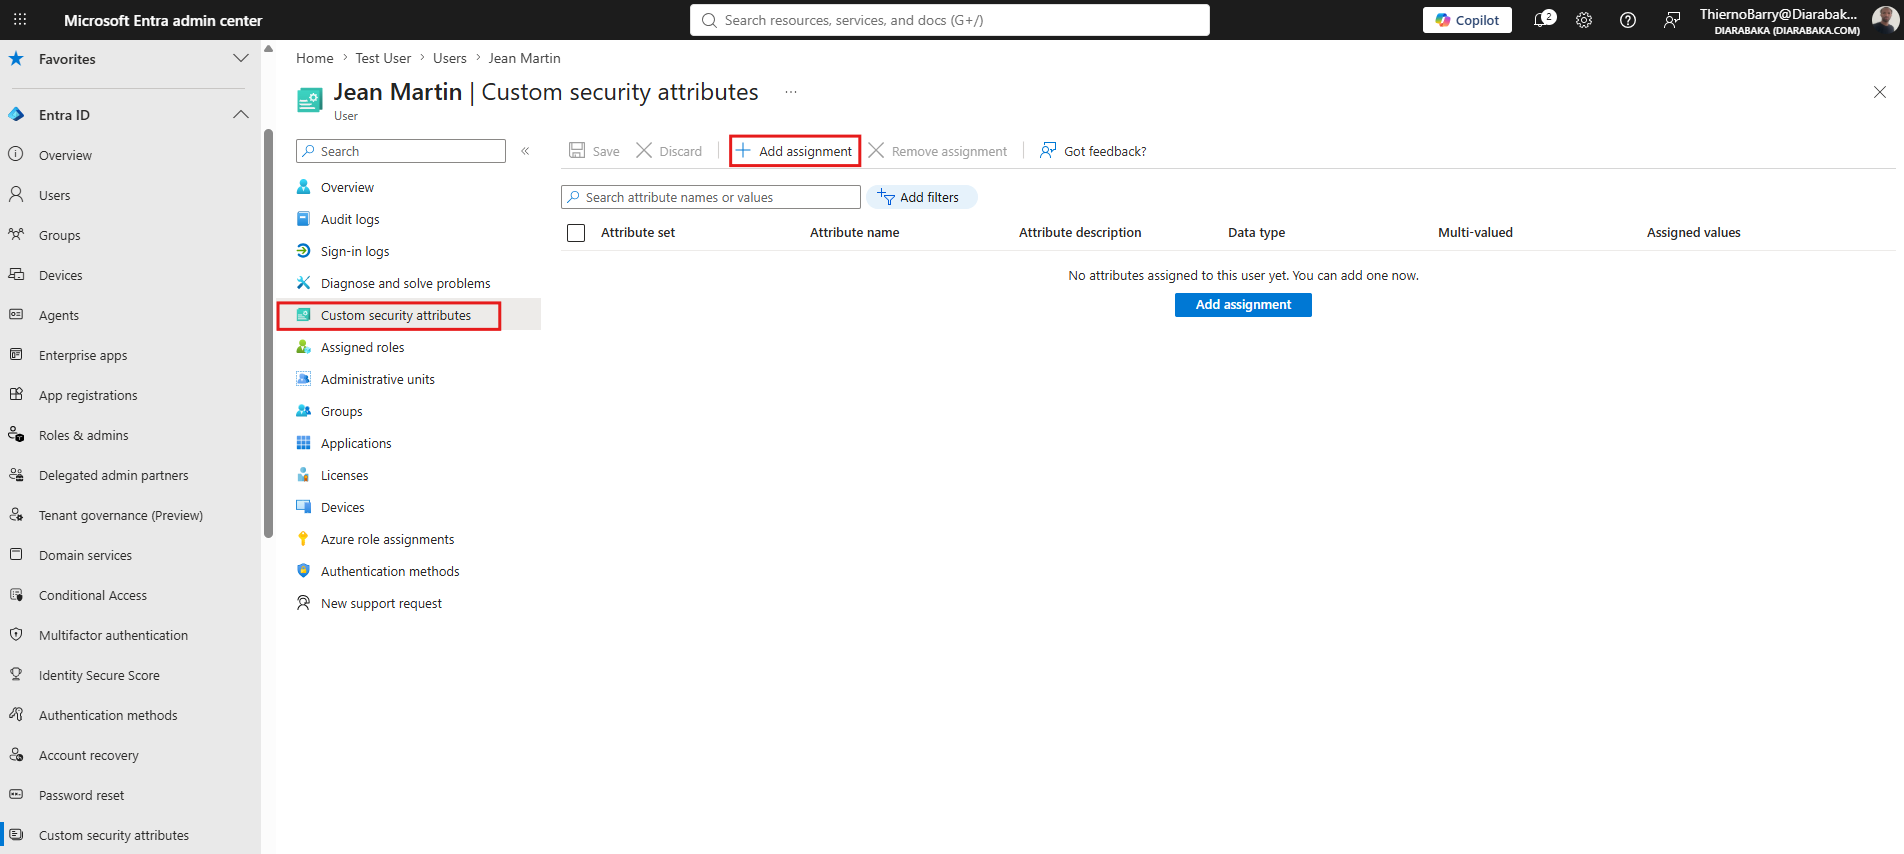 Microsoft Entra admin center
Search resources, services, and docs (G+/)
Copilot
2
ThiernoBarry@Diarabak...
DIARABAKA (DIARABAKA.COM)
Favorites
Entra ID
Overview
Users
Groups
Devices
Agents
Enterprise apps
App registrations
Roles & admins
Delegated admin partners
Tenant governance (Preview)
Domain services
Conditional Access
Multifactor authentication
Identity Secure Score
Authentication methods
Account recovery
Password reset
Custom security attributes
Home > Test User > Users > Jean Martin
Jean Martin | Custom security attributes ...
User
Search
«
Overview
Audit logs
Sign-in logs
Diagnose and solve problems
Custom security attributes
Assigned roles
Administrative units
Groups
Applications
Licenses
Devices
Azure role assignments
Authentication methods
New support request
Save Discard Add assignment Remove assignment Got feedback?
Search attribute names or values
Add filters
Attribute set Attribute name Attribute description Data type Multi-valued Assigned values
No attributes assigned to this user yet. You can add one now.
Add assignment